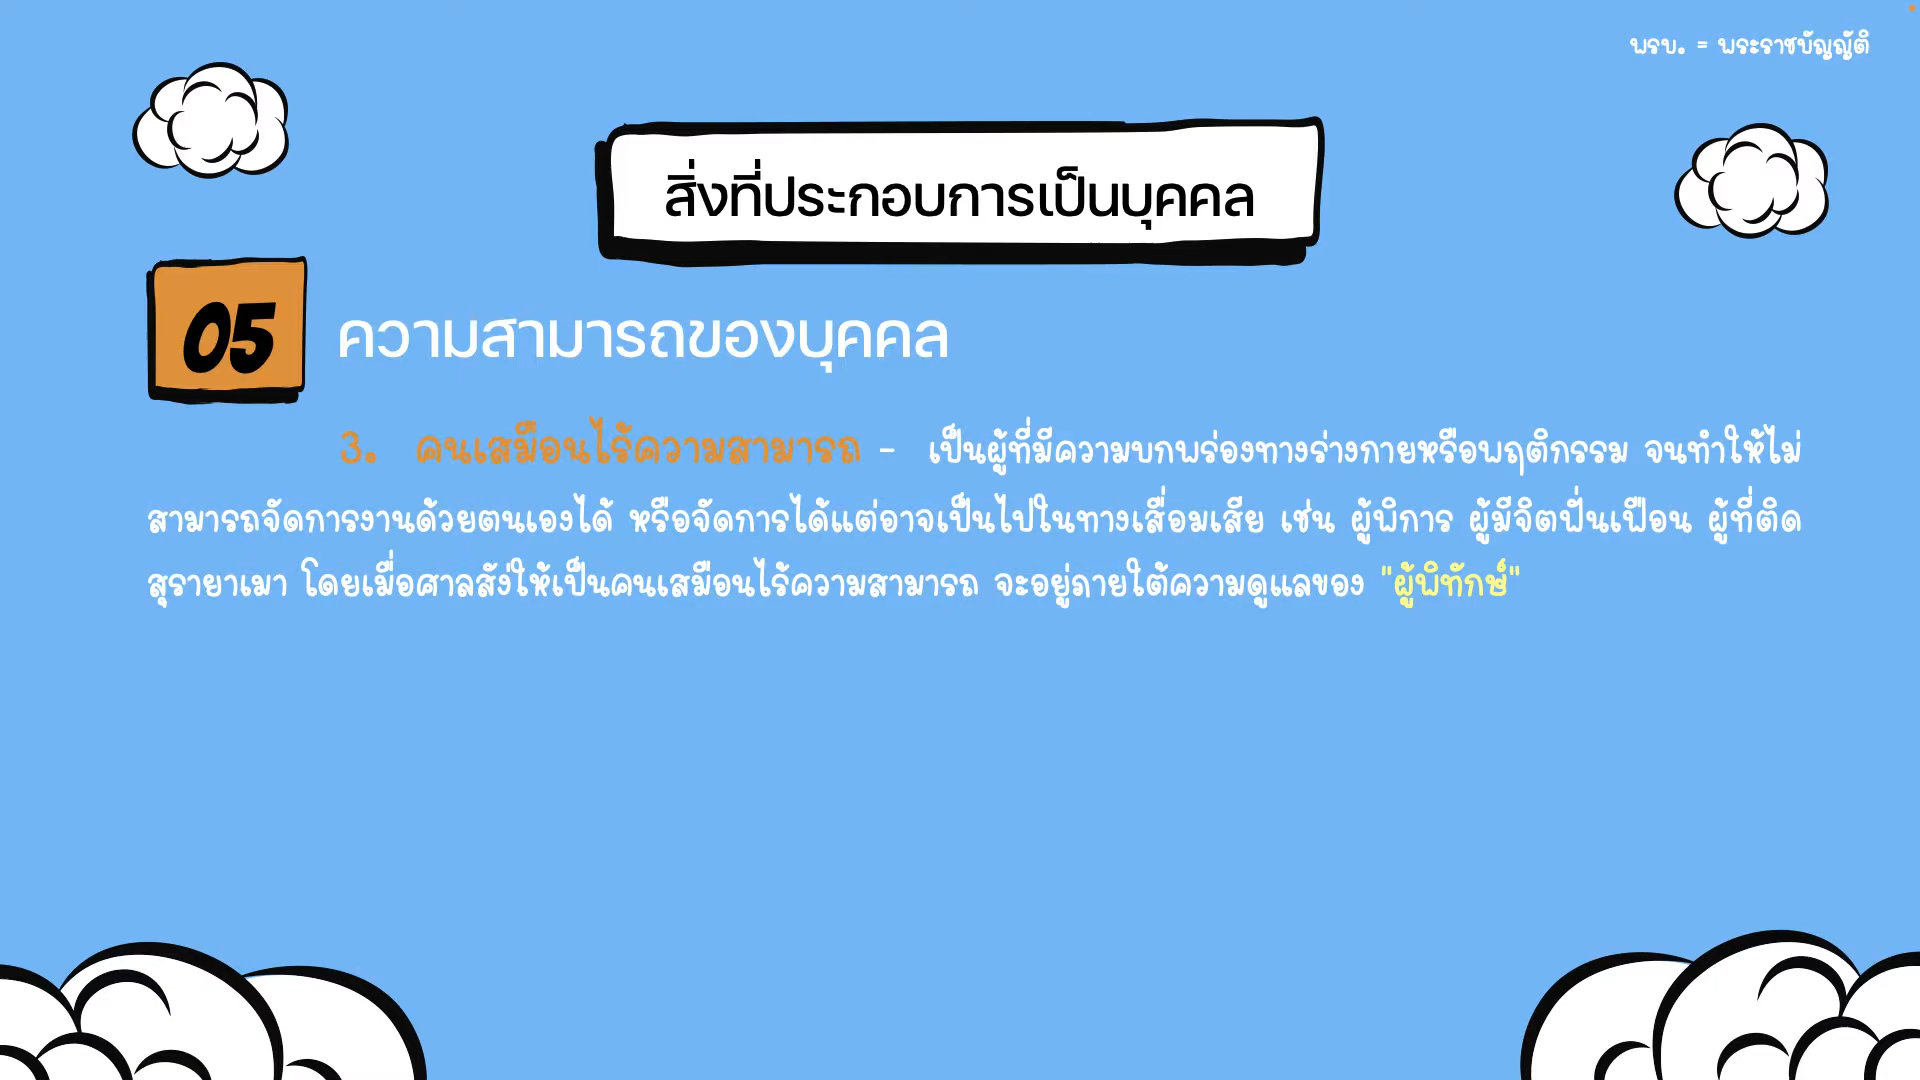 พรบ. = พระราชบัญญัติ
สิ่งที่ประกอบการเป็นบุคคล
05
ความสามารถของบุคคล
3. คนเสมือนไร้ความสามารถ - เป็นผู้ที่มีความบกพร่องทางร่างกายหรือพฤติกรรม จนทำให้ไม่
สามารถจัดการงานด้วยตนเองได้ หรือจัดการได้แต่อาจเป็นไปในทางเสื่อมเสีย เช่น ผู้พิการ ผู้มีจิตฟั่นเฟือน ผู้ที่ติด
สุรายาเมา โดยเมื่อศาลสั่งให้เป็นคนเสมือนไร้ความสามารถ จะอยู่ภายใต้ความดูแลของ "ผู้พิทักษ์"